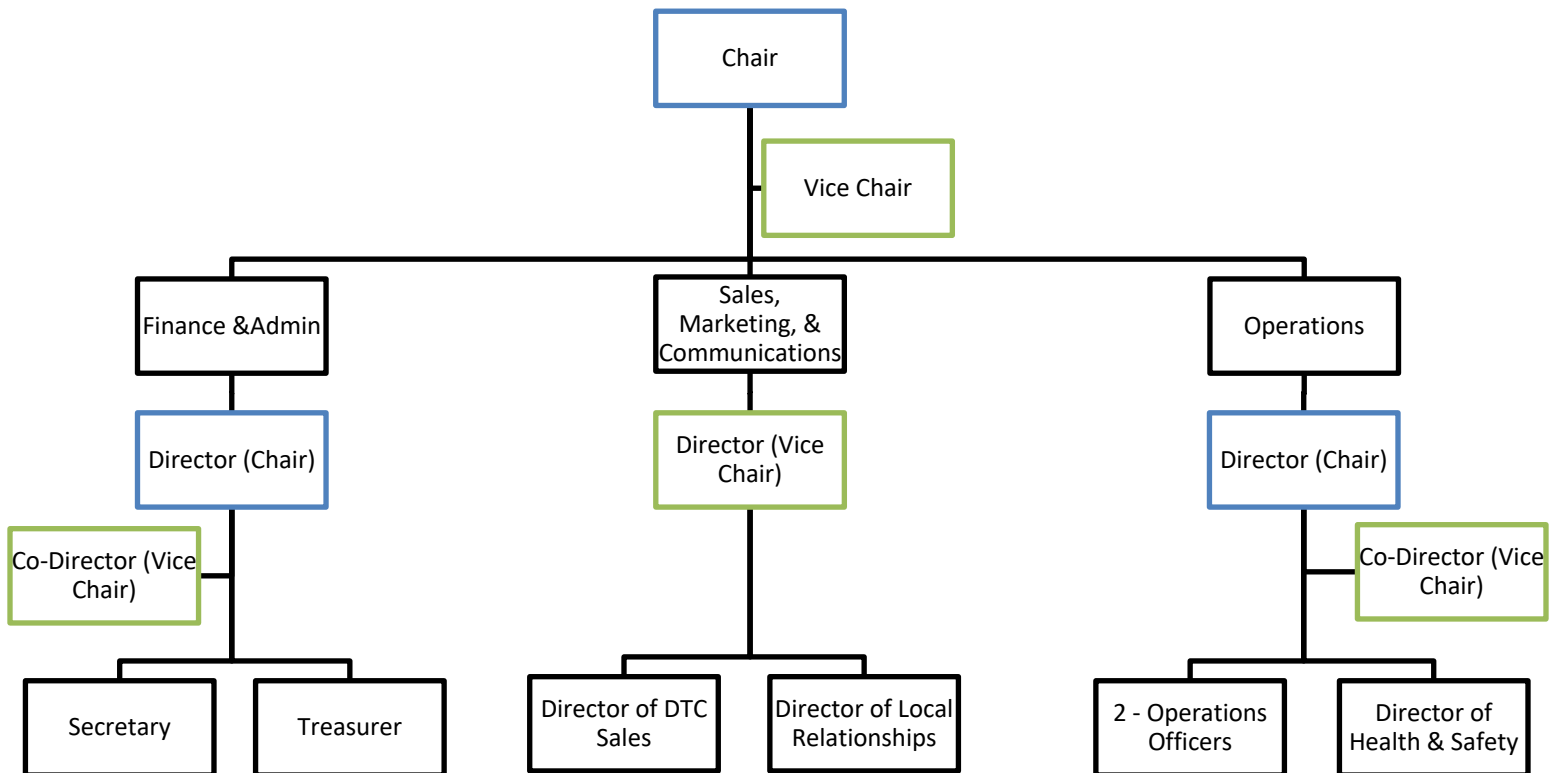 Chair
Vice Chair
Finance &Admin
Sales,
Marketing, &
Communications
Operations
Director (Chair)
Director (Vice
Chair)
Director (Chair)
Co-Director (Vice
Chair)
Co-Director (Vice
Chair)
Secretary
Treasurer
Director of DTC
Sales
Director of Local
Relationships
2 - Operations
Officers
Director of
Health & Safety